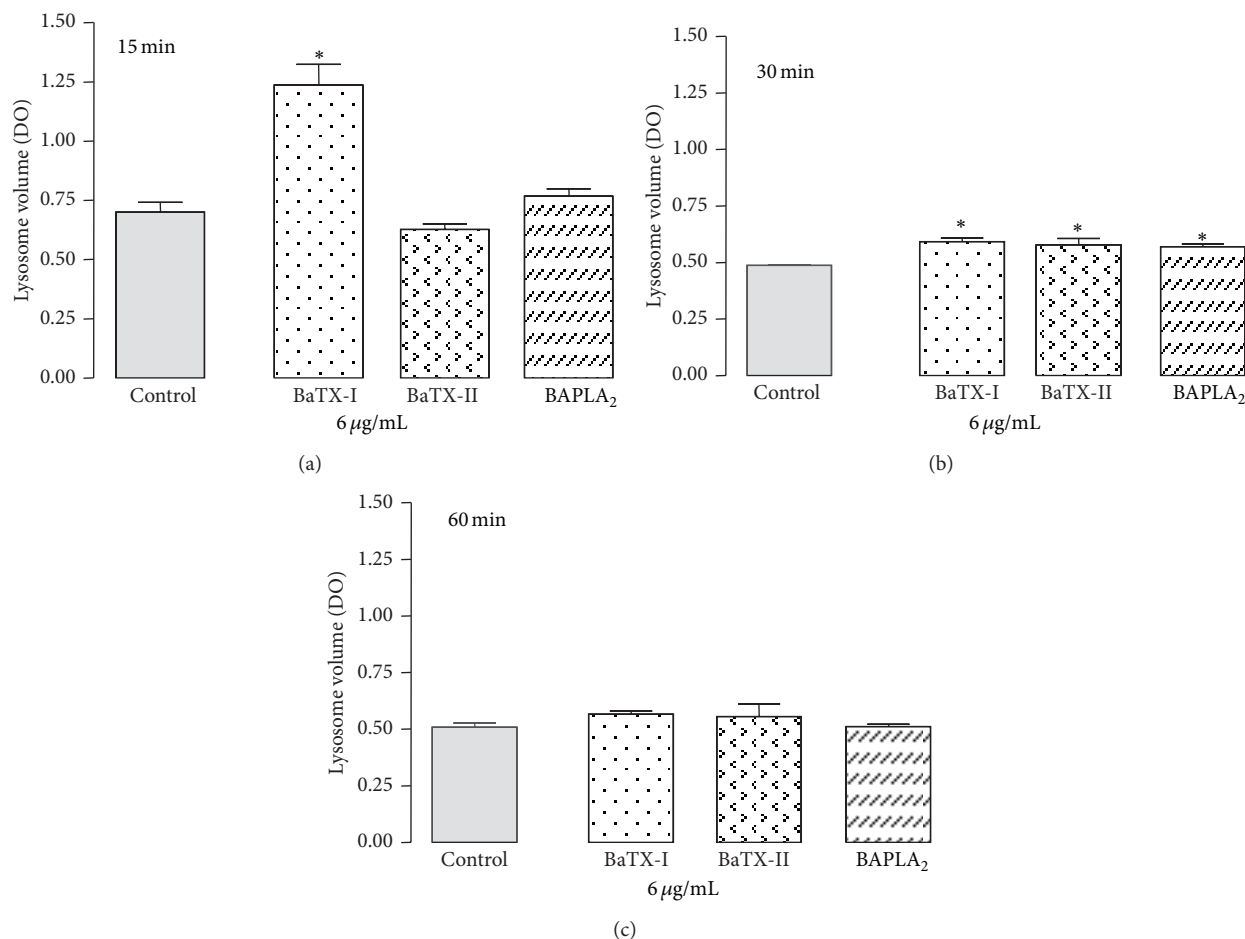 1.50
15 min
*
1.25
1.00
0.75
0.50
0.25
0.00
Lysosome volume (DO)
Control
BaTX-I
BaTX-II
BAPLA₂
6 μg/mL
(a)
1.50
30 min
1.25
1.00
0.75
* * *
0.50
0.25
0.00
Lysosome volume (DO)
Control
BaTX-I
BaTX-II
BAPLA₂
6 μg/mL
(b)
1.50
60 min
1.25
1.00
0.75
0.50
0.25
0.00
Lysosome volume (DO)
Control
BaTX-I
BaTX-II
BAPLA₂
6 μg/mL
(c)